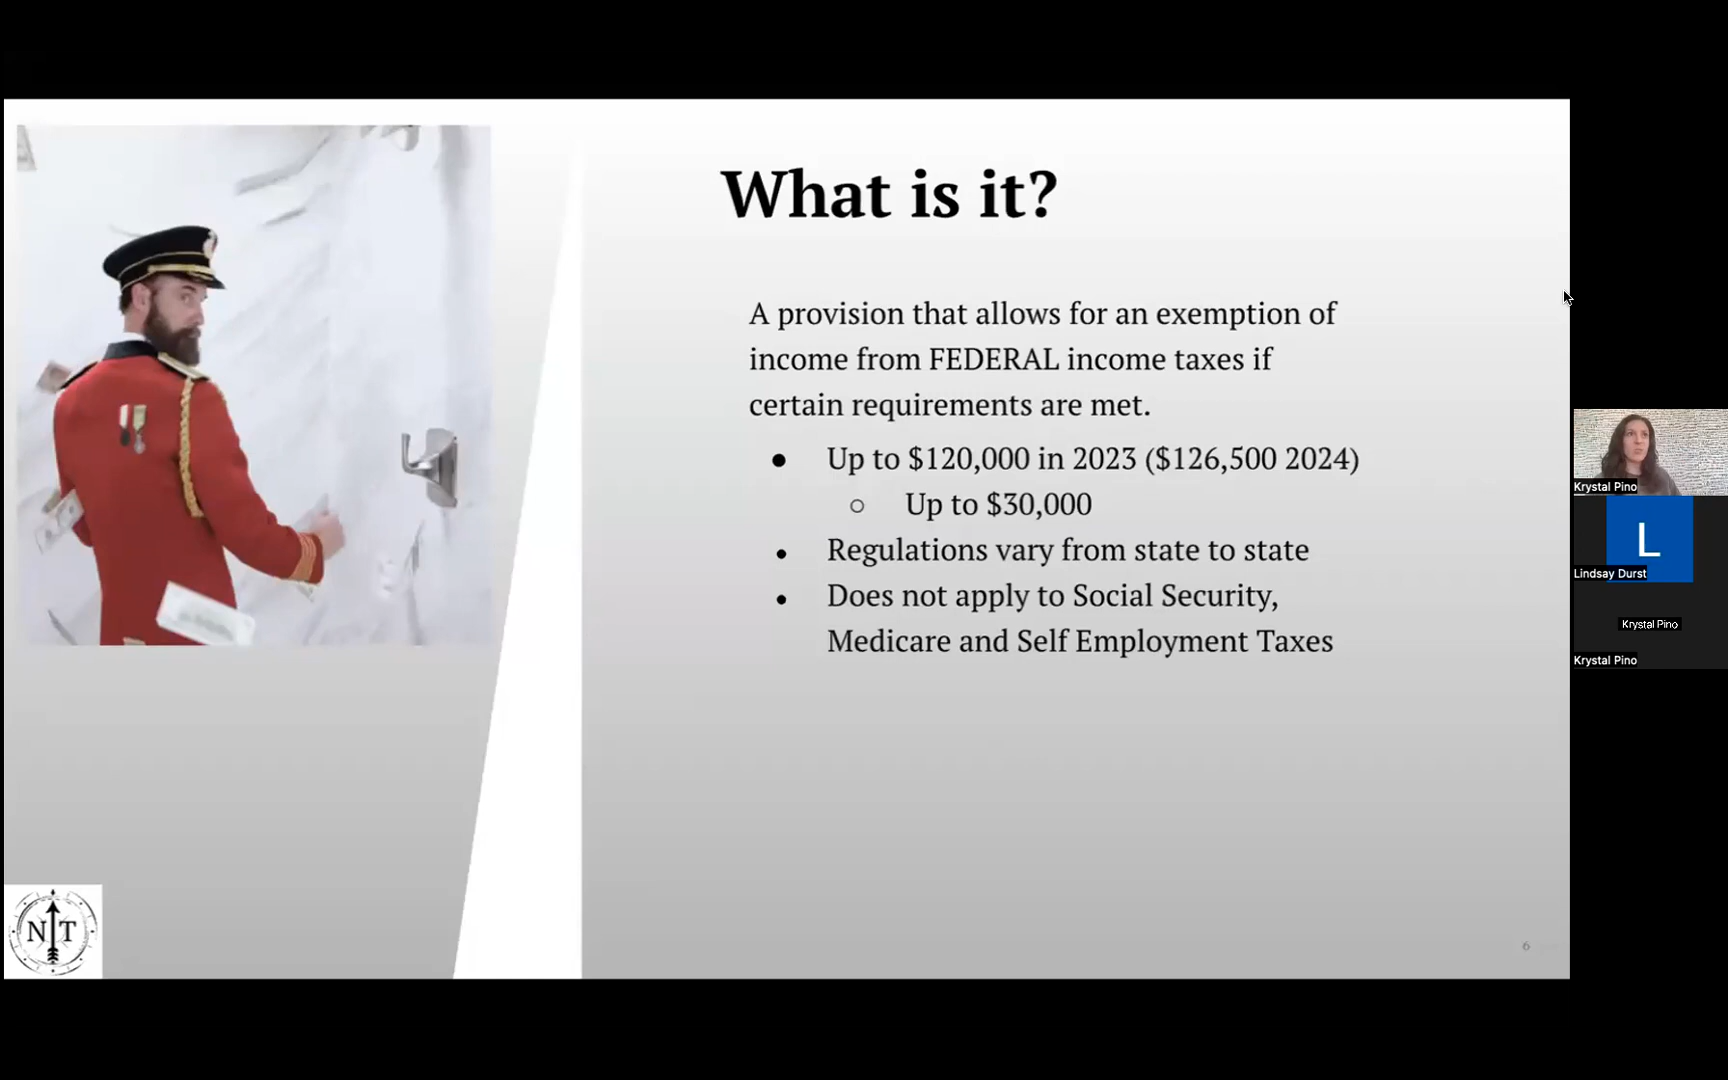 What is it?
A provision that allows for an exemption of
income from FEDERAL income taxes if
certain requirements are met.
● Up to $120,000 in 2023 ($126,500 2024)
○ Up to $30,000
● Regulations vary from state to state
● Does not apply to Social Security,
Medicare and Self Employment Taxes
Krystal Pino
L
Lindsay Durst
Krystal Pino
Krystal Pino
N T
6